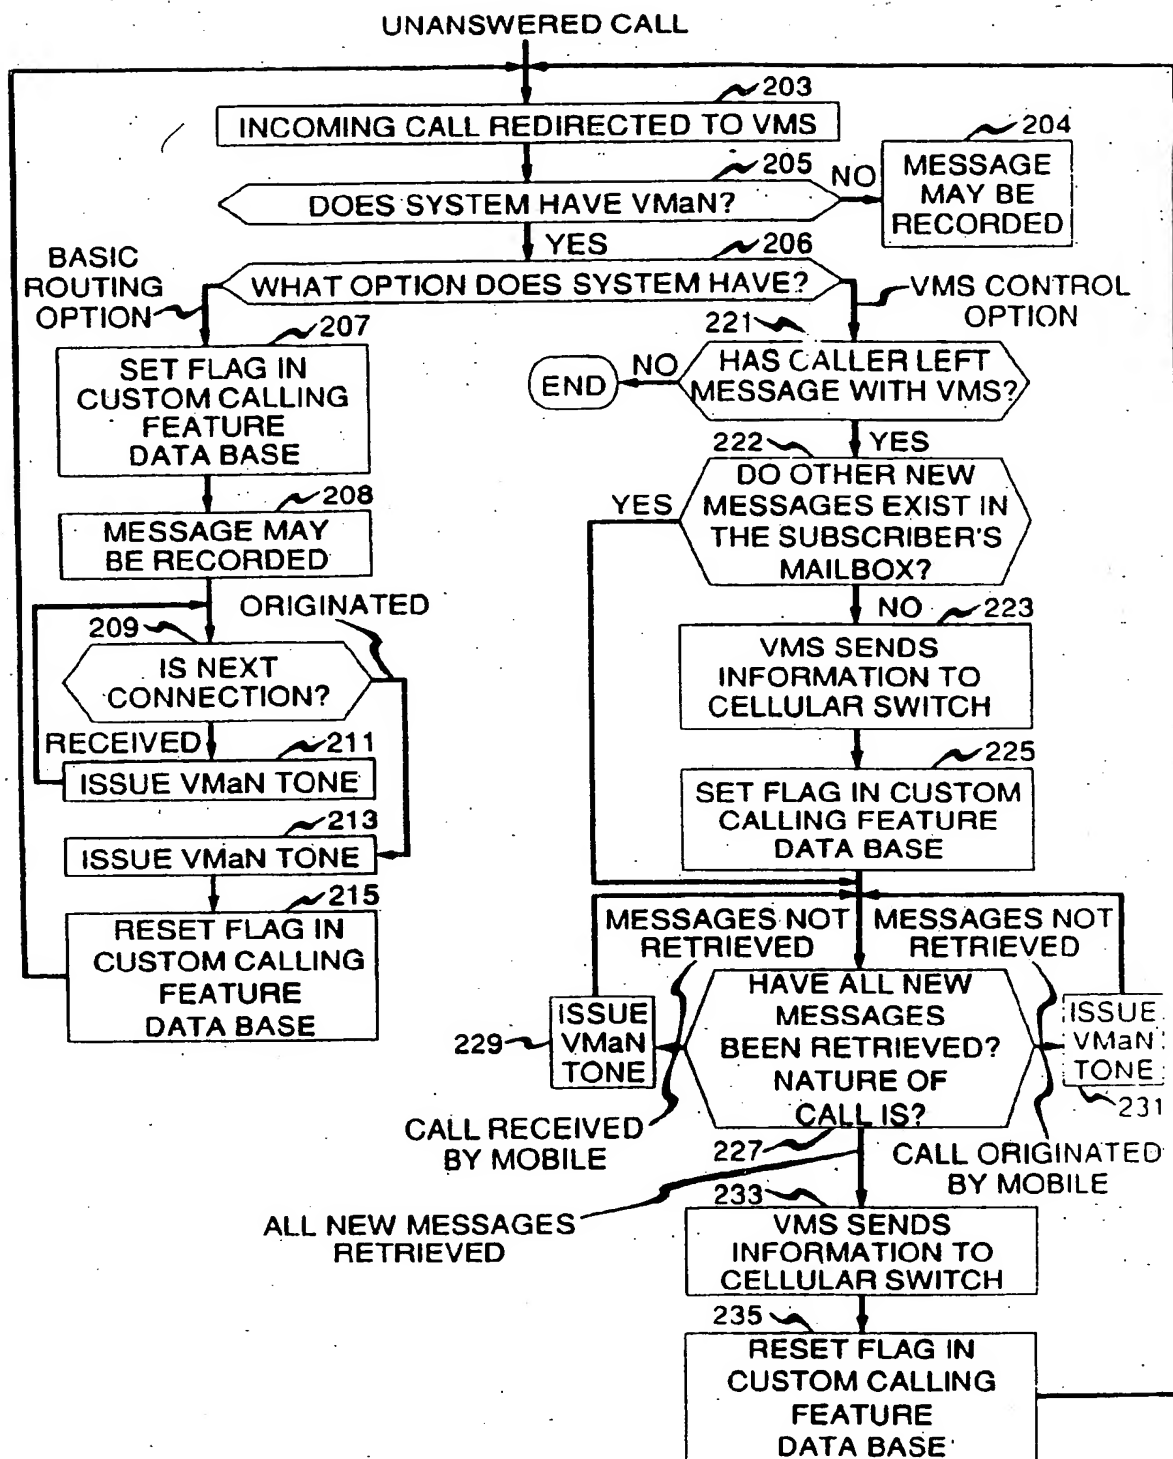 UNANSWERED CALL
203
INCOMING CALL REDIRECTED TO VMS
204
MESSAGE
MAY BE
RECORDED
205
DOES SYSTEM HAVE VMaN?
NO
YES
206
WHAT OPTION DOES SYSTEM HAVE?
BASIC
ROUTING
OPTION
VMS CONTROL
OPTION
207
SET FLAG IN
CUSTOM CALLING
FEATURE
DATA BASE
208
MESSAGE MAY
BE RECORDED
ORIGINATED
209
IS NEXT
CONNECTION?
RECEIVED
211
ISSUE VMaN TONE
213
ISSUE VMaN TONE
215
RESET FLAG IN
CUSTOM CALLING
FEATURE
DATA BASE
221
HAS CALLER LEFT
MESSAGE WITH VMS?
NO
END
YES
222
DO OTHER NEW
MESSAGES EXIST IN
THE SUBSCRIBER'S
MAILBOX?
YES
NO
223
VMS SENDS
INFORMATION TO
CELLULAR SWITCH
225
SET FLAG IN CUSTOM
CALLING FEATURE
DATA BASE
MESSAGES NOT
RETRIEVED
MESSAGES NOT
RETRIEVED
HAVE ALL NEW
MESSAGES
BEEN RETRIEVED?
NATURE OF
CALL IS?
227
229
ISSUE
VMaN
TONE
ISSUE
VMaN
TONE
231
CALL RECEIVED
BY MOBILE
CALL ORIGINATED
BY MOBILE
ALL NEW MESSAGES
RETRIEVED
233
VMS SENDS
INFORMATION TO
CELLULAR SWITCH
235
RESET FLAG IN
CUSTOM CALLING
FEATURE
DATA BASE